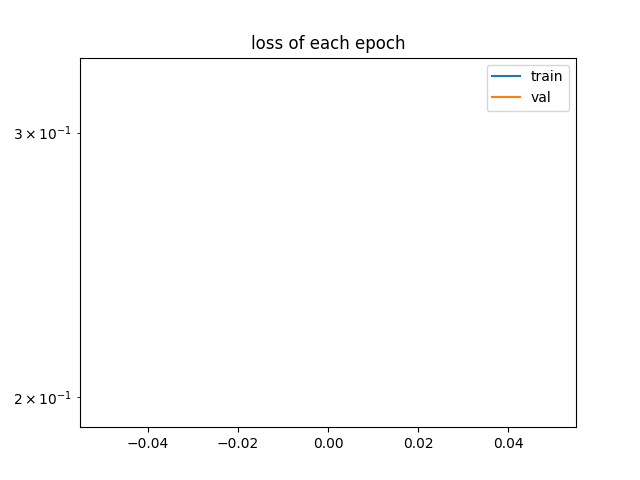 loss of each epoch
train
val
3 × 10⁻¹
2 × 10⁻¹
−0.04 −0.02 0.00 0.02 0.04